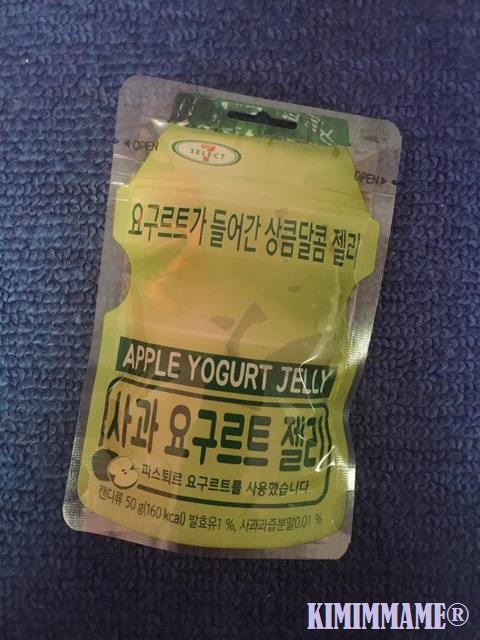 ◀OPEN
OPEN▶
7
SELECT
요구르트가 들어간 상큼달콤 젤리
APPLE YOGURT JELLY
사과 요구르트 젤리
파스퇴르 요구르트를 사용했습니다
캔디류 50 g(160 kcal) 발효유1 %, 사과과즙분말0.01 %
KIMIMMAME®